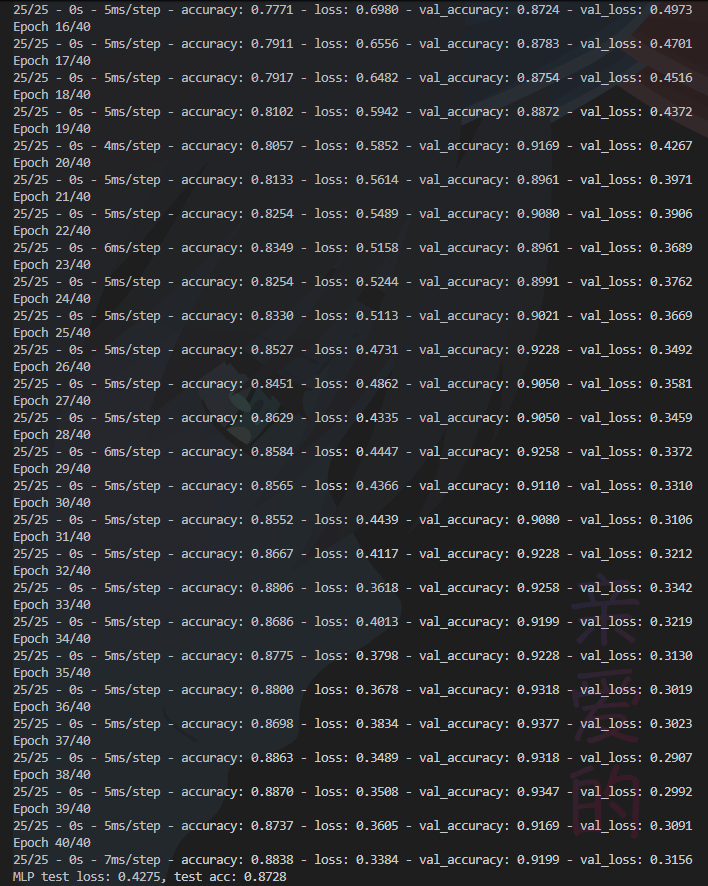 25/25 - 0s - 5ms/step - accuracy: 0.7771 - loss: 0.6980 - val_accuracy: 0.8724 - val_loss: 0.4973
Epoch 16/40
25/25 - 0s - 5ms/step - accuracy: 0.7911 - loss: 0.6556 - val_accuracy: 0.8783 - val_loss: 0.4701
Epoch 17/40
25/25 - 0s - 5ms/step - accuracy: 0.7917 - loss: 0.6482 - val_accuracy: 0.8754 - val_loss: 0.4516
Epoch 18/40
25/25 - 0s - 5ms/step - accuracy: 0.8102 - loss: 0.5942 - val_accuracy: 0.8872 - val_loss: 0.4372
Epoch 19/40
25/25 - 0s - 4ms/step - accuracy: 0.8057 - loss: 0.5852 - val_accuracy: 0.9169 - val_loss: 0.4267
Epoch 20/40
25/25 - 0s - 5ms/step - accuracy: 0.8133 - loss: 0.5614 - val_accuracy: 0.8961 - val_loss: 0.3971
Epoch 21/40
25/25 - 0s - 5ms/step - accuracy: 0.8254 - loss: 0.5489 - val_accuracy: 0.9080 - val_loss: 0.3906
Epoch 22/40
25/25 - 0s - 6ms/step - accuracy: 0.8349 - loss: 0.5158 - val_accuracy: 0.8961 - val_loss: 0.3689
Epoch 23/40
25/25 - 0s - 5ms/step - accuracy: 0.8254 - loss: 0.5244 - val_accuracy: 0.8991 - val_loss: 0.3762
Epoch 24/40
25/25 - 0s - 5ms/step - accuracy: 0.8330 - loss: 0.5113 - val_accuracy: 0.9021 - val_loss: 0.3669
Epoch 25/40
25/25 - 0s - 5ms/step - accuracy: 0.8527 - loss: 0.4731 - val_accuracy: 0.9228 - val_loss: 0.3492
Epoch 26/40
25/25 - 0s - 5ms/step - accuracy: 0.8451 - loss: 0.4862 - val_accuracy: 0.9050 - val_loss: 0.3581
Epoch 27/40
25/25 - 0s - 5ms/step - accuracy: 0.8629 - loss: 0.4335 - val_accuracy: 0.9050 - val_loss: 0.3459
Epoch 28/40
25/25 - 0s - 6ms/step - accuracy: 0.8584 - loss: 0.4447 - val_accuracy: 0.9258 - val_loss: 0.3372
Epoch 29/40
25/25 - 0s - 5ms/step - accuracy: 0.8565 - loss: 0.4366 - val_accuracy: 0.9110 - val_loss: 0.3310
Epoch 30/40
25/25 - 0s - 5ms/step - accuracy: 0.8552 - loss: 0.4439 - val_accuracy: 0.9080 - val_loss: 0.3106
Epoch 31/40
25/25 - 0s - 5ms/step - accuracy: 0.8667 - loss: 0.4117 - val_accuracy: 0.9228 - val_loss: 0.3212
Epoch 32/40
25/25 - 0s - 5ms/step - accuracy: 0.8806 - loss: 0.3618 - val_accuracy: 0.9258 - val_loss: 0.3342
Epoch 33/40
25/25 - 0s - 5ms/step - accuracy: 0.8686 - loss: 0.4013 - val_accuracy: 0.9199 - val_loss: 0.3219
Epoch 34/40
25/25 - 0s - 5ms/step - accuracy: 0.8775 - loss: 0.3798 - val_accuracy: 0.9228 - val_loss: 0.3130
Epoch 35/40
25/25 - 0s - 5ms/step - accuracy: 0.8800 - loss: 0.3678 - val_accuracy: 0.9318 - val_loss: 0.3019
Epoch 36/40
25/25 - 0s - 5ms/step - accuracy: 0.8698 - loss: 0.3834 - val_accuracy: 0.9377 - val_loss: 0.3023
Epoch 37/40
25/25 - 0s - 5ms/step - accuracy: 0.8863 - loss: 0.3489 - val_accuracy: 0.9318 - val_loss: 0.2907
Epoch 38/40
25/25 - 0s - 5ms/step - accuracy: 0.8870 - loss: 0.3508 - val_accuracy: 0.9347 - val_loss: 0.2992
Epoch 39/40
25/25 - 0s - 5ms/step - accuracy: 0.8737 - loss: 0.3605 - val_accuracy: 0.9169 - val_loss: 0.3091
Epoch 40/40
25/25 - 0s - 7ms/step - accuracy: 0.8838 - loss: 0.3384 - val_accuracy: 0.9199 - val_loss: 0.3156
MLP test loss: 0.4275, test acc: 0.8728
亲爱的